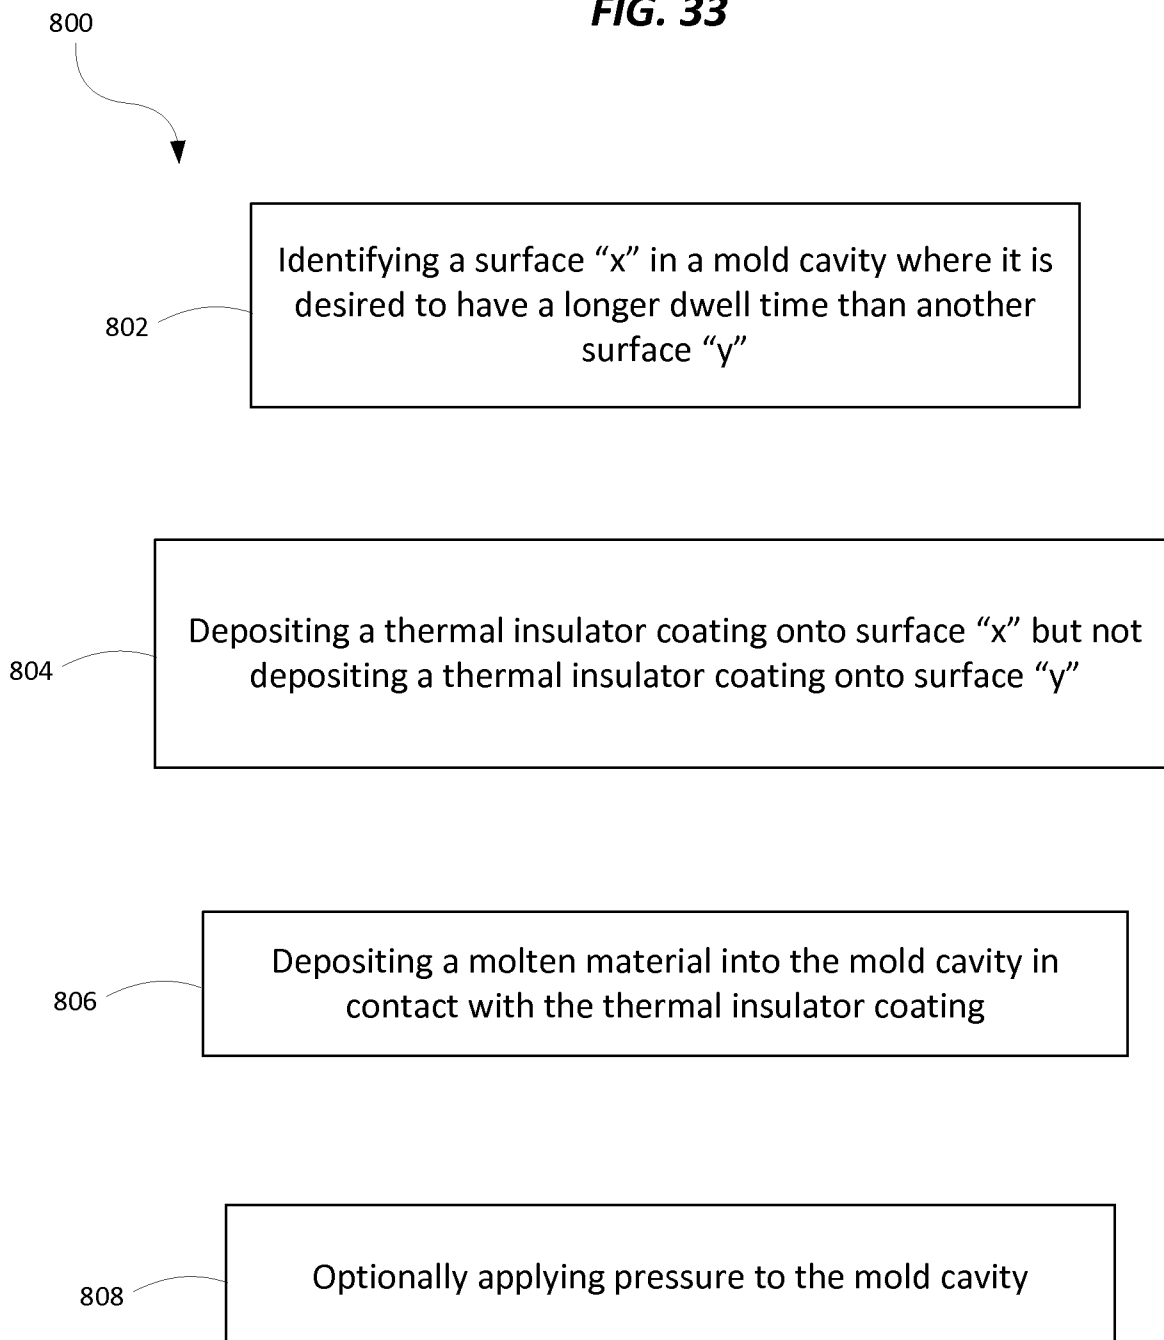 FIG. 33
800
Identifying a surface “x” in a mold cavity where it is
desired to have a longer dwell time than another
surface “y”
802
Depositing a thermal insulator coating onto surface “x” but not
depositing a thermal insulator coating onto surface “y”
804
Depositing a molten material into the mold cavity in
contact with the thermal insulator coating
806
Optionally applying pressure to the mold cavity
808